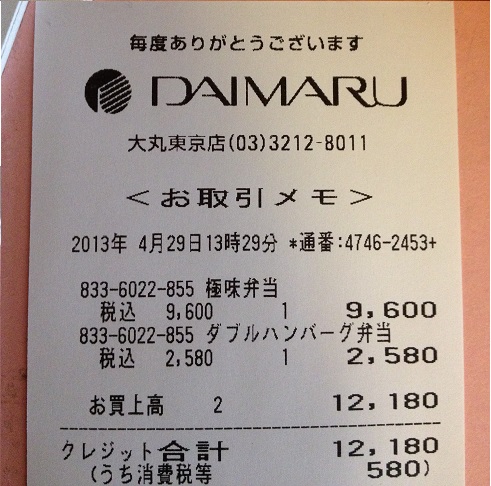 毎度ありがとうございます
DAIMARU
大丸東京店(03)3212-8011
＜お取引メモ＞
2013年 4月29日13時29分 *通番:4746-2453+
833-6022-855 極味弁当
税込 9,600 1 9,600
833-6022-855 ダブルハンバーグ弁当
税込 2,580 1 2,580
お買上高 2 12,180
クレジット合計 12,180
(うち消費税等 580)